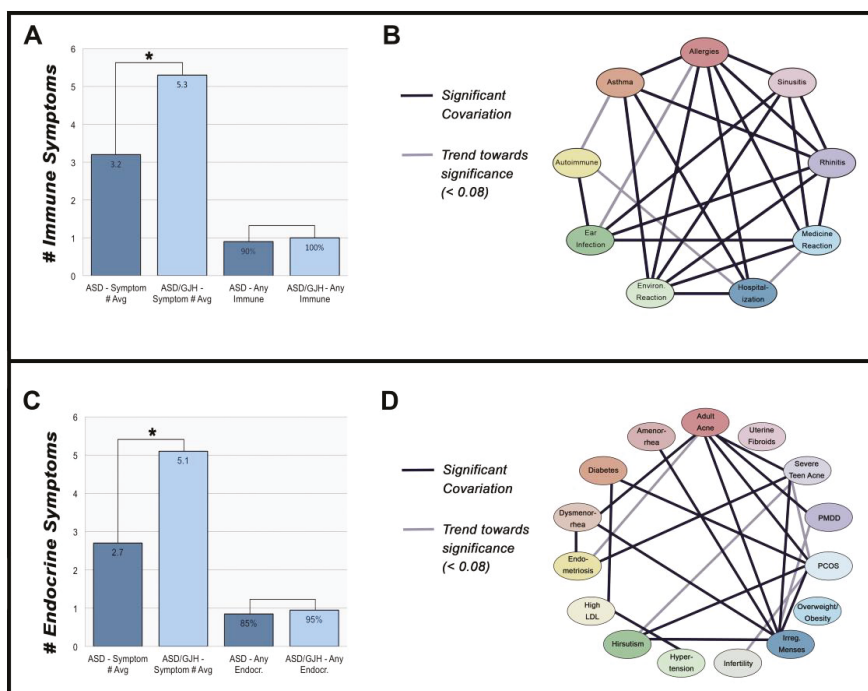 A
# Immune Symptoms
6
5
4
3
2
1
0
*
3.2
5.3
90%
100%
ASD - Symptom
# Avg
ASD/GJH -
Symptom # Avg
ASD - Any
Immune
ASD/GJH - Any
Immune
B
Significant
Covariation
Trend towards
significance
(< 0.08)
Allergies
Asthma
Sinusitis
Autoimmune
Rhinitis
Ear
Infection
Medicine
Reaction
Environ.
Reaction
Hospital-
ization
C
# Endocrine Symptoms
6
5
4
3
2
1
0
*
2.7
5.1
85%
95%
ASD - Symptom
# Avg
ASD/GJH -
Symptom # Avg
ASD - Any
Endocr.
ASD/GJH - Any
Endocr.
D
Significant
Covariation
Trend towards
significance
(< 0.08)
Adult
Acne
Amenor-
rhea
Uterine
Fibroids
Diabetes
Severe
Teen Acne
Dysmenor-
rhea
PMDD
Endo-
metriosis
PCOS
High
LDL
Overweight/
Obesity
Hirsutism
Irreg.
Menses
Hyper-
tension
Infertility